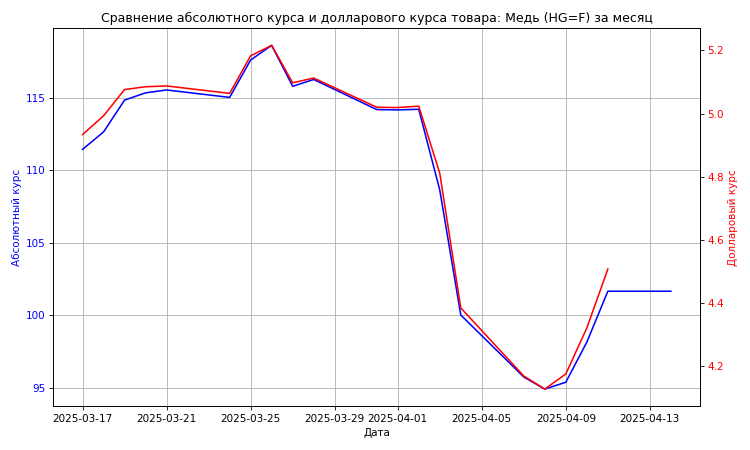 Сравнение абсолютного курса и долларового курса товара: Медь (HG=F) за месяц
Абсолютный курс
115
110
105
100
95
5.2
5.0
4.8
4.6
4.4
4.2
Долларовый курс
2025-03-17 2025-03-21 2025-03-25 2025-03-29 2025-04-01 2025-04-05 2025-04-09 2025-04-13
Дата